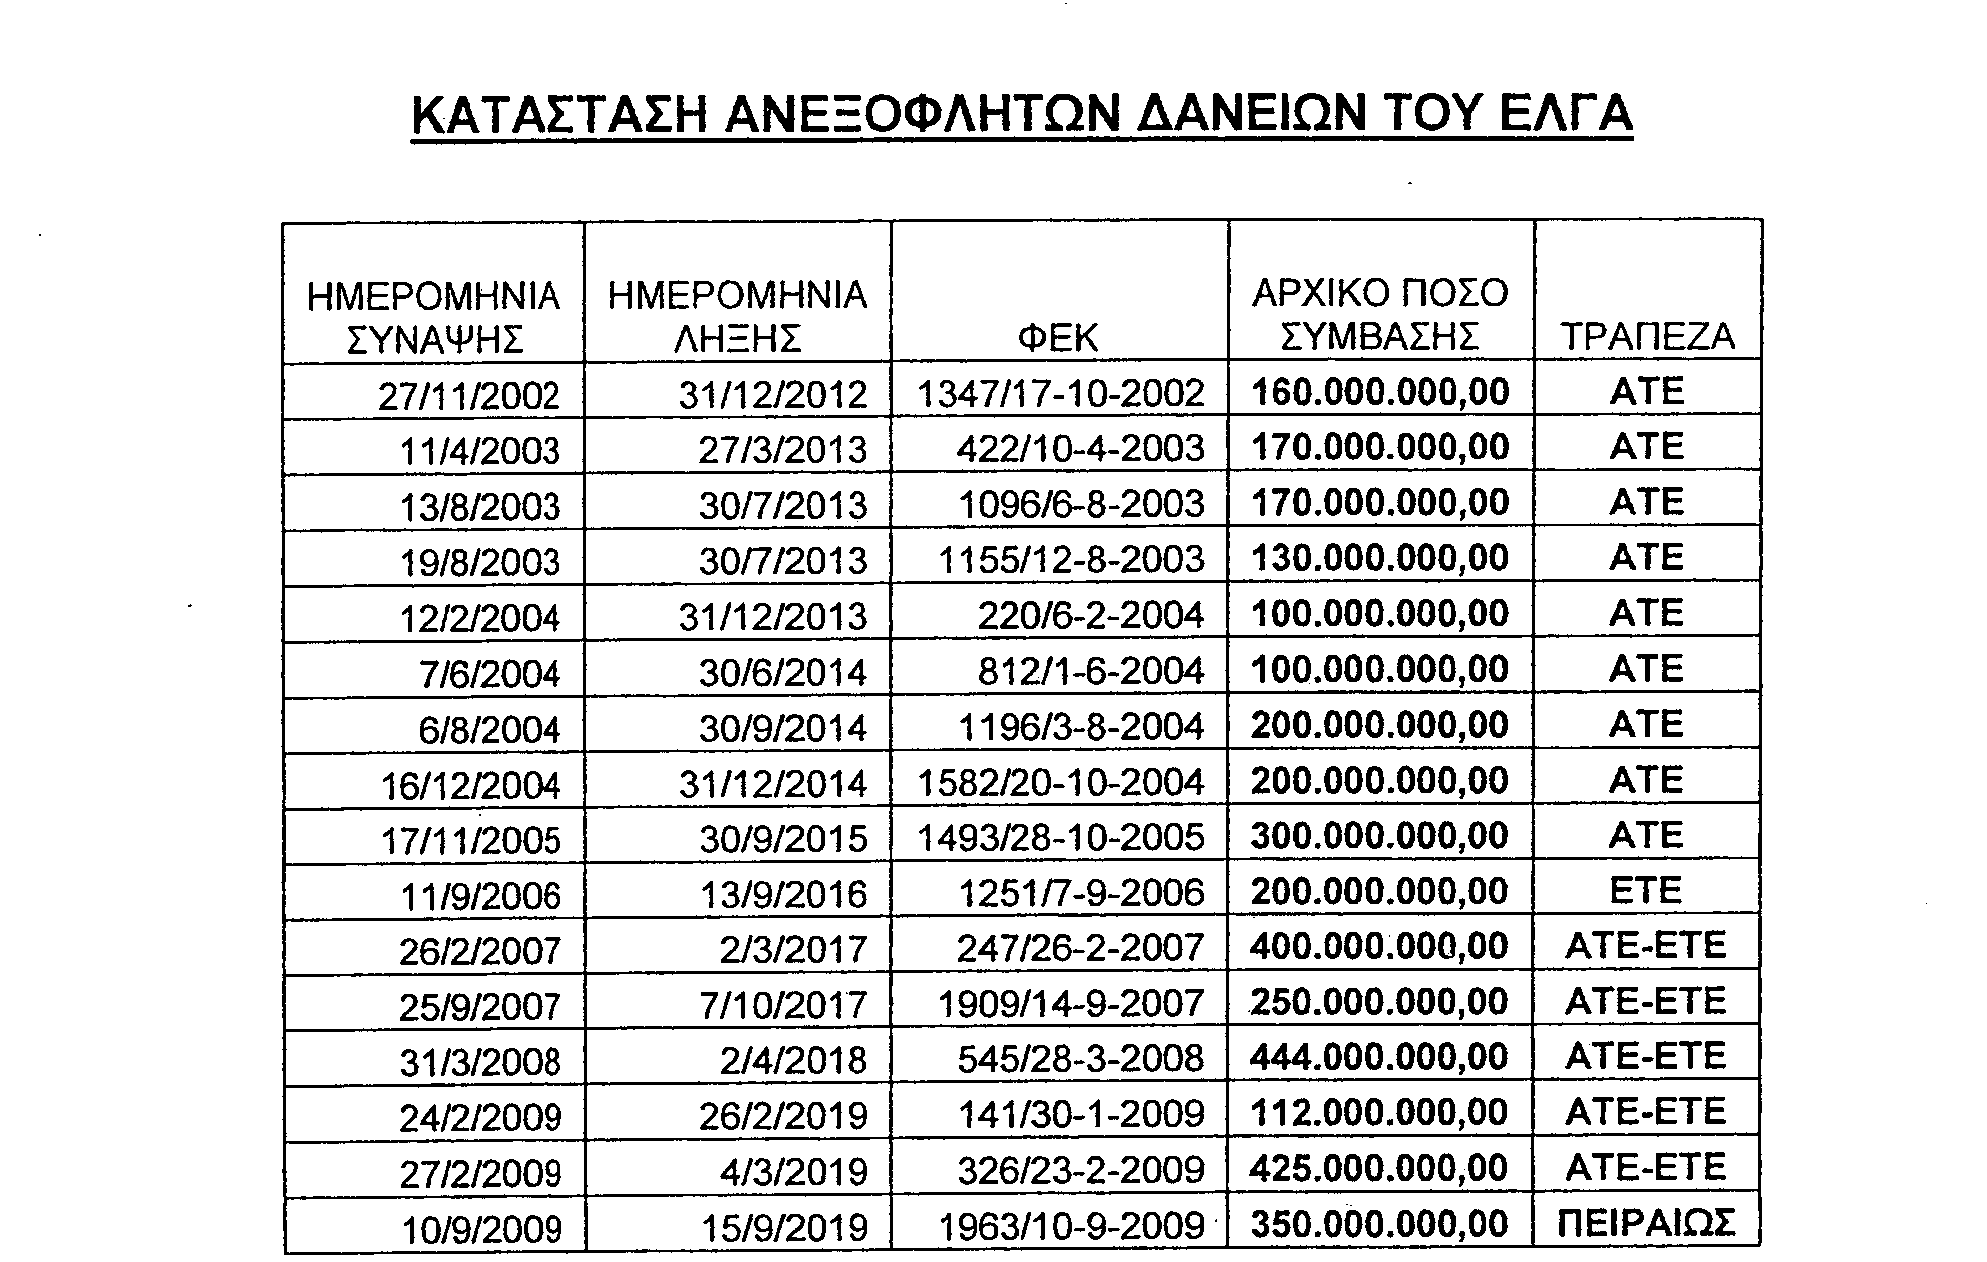 ΚΑΤΑΣΤΑΣΗ ΑΝΕΞΟΦΛΗΤΩΝ ΔΑΝΕΙΩΝ ΤΟΥ ΕΛΓΑ
ΗΜΕΡΟΜΗΝΙΑ ΣΥΝΑΨΗΣ ΗΜΕΡΟΜΗΝΙΑ ΛΗΞΗΣ ΦΕΚ ΑΡΧΙΚΟ ΠΟΣΟ ΣΥΜΒΑΣΗΣ ΤΡΑΠΕΖΑ
27/11/2002 31/12/2012 1347/17-10-2002 160.000.000,00 ΑΤΕ
11/4/2003 27/3/2013 422/10-4-2003 170.000.000,00 ΑΤΕ
13/8/2003 30/7/2013 1096/6-8-2003 170.000.000,00 ΑΤΕ
19/8/2003 30/7/2013 1155/12-8-2003 130.000.000,00 ΑΤΕ
12/2/2004 31/12/2013 220/6-2-2004 100.000.000,00 ΑΤΕ
7/6/2004 30/6/2014 812/1-6-2004 100.000.000,00 ΑΤΕ
6/8/2004 30/9/2014 1196/3-8-2004 200.000.000,00 ΑΤΕ
16/12/2004 31/12/2014 1582/20-10-2004 200.000.000,00 ΑΤΕ
17/11/2005 30/9/2015 1493/28-10-2005 300.000.000,00 ΑΤΕ
11/9/2006 13/9/2016 1251/7-9-2006 200.000.000,00 ΕΤΕ
26/2/2007 2/3/2017 247/26-2-2007 400.000.000,00 ΑΤΕ-ΕΤΕ
25/9/2007 7/10/2017 1909/14-9-2007 250.000.000,00 ΑΤΕ-ΕΤΕ
31/3/2008 2/4/2018 545/28-3-2008 444.000.000,00 ΑΤΕ-ΕΤΕ
24/2/2009 26/2/2019 141/30-1-2009 112.000.000,00 ΑΤΕ-ΕΤΕ
27/2/2009 4/3/2019 326/23-2-2009 425.000.000,00 ΑΤΕ-ΕΤΕ
10/9/2009 15/9/2019 1963/10-9-2009 350.000.000,00 ΠΕΙΡΑΙΩΣ